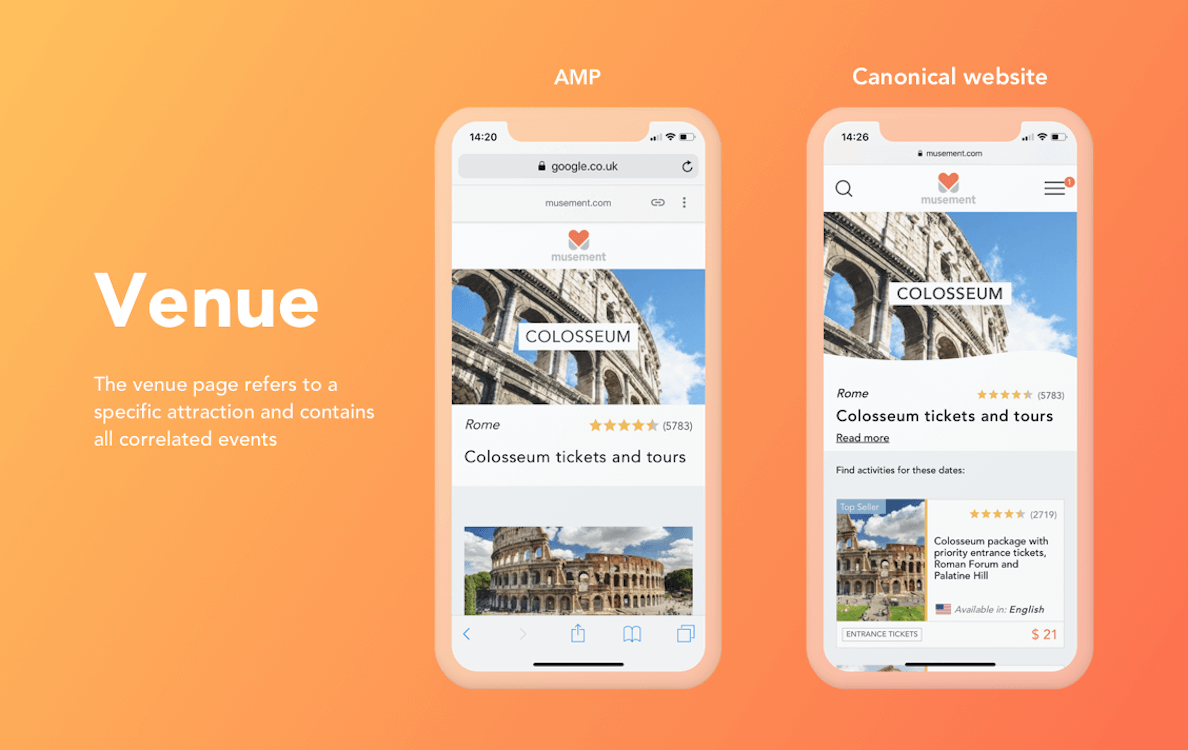 AMP
Canonical website
Venue
The venue page refers to a
specific attraction and contains
all correlated events
14:20
google.co.uk
musement.com
musement
COLOSSEUM
Rome
(5783)
Colosseum tickets and tours
14:26
musement.com
1
musement
COLOSSEUM
Rome
(5783)
Colosseum tickets and tours
Read more
Find activities for these dates:
Top Seller
(2719)
Colosseum package with
priority entrance tickets,
Roman Forum and
Palatine Hill
Available in: English
ENTRANCE TICKETS
$ 21